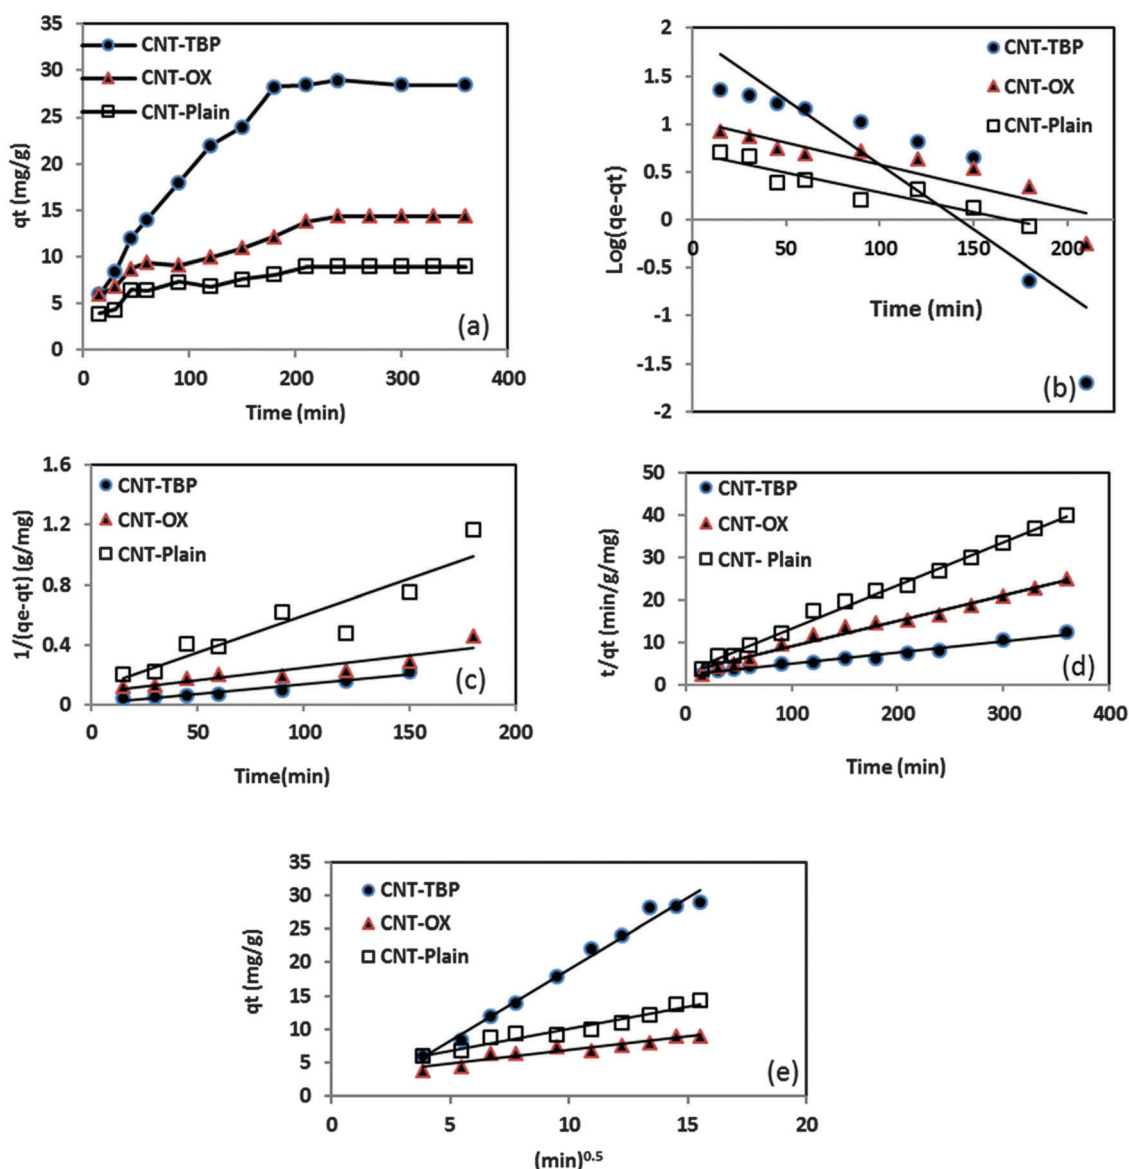 35
30
25
20
15
10
5
0
qt (mg/g)
CNT-TBP
CNT-OX
CNT-Plain
(a)
0 100 200 300 400
Time (min)
2
1.5
1
0.5
0
-0.5
-1
-1.5
-2
Log(qe-qt)
CNT-TBP
CNT-OX
CNT-Plain
0 50 100 150 200
Time (min)
(b)
1.6
1.2
0.8
0.4
0
1/(qe-qt) (g/mg)
CNT-TBP
CNT-OX
CNT-Plain
(c)
0 50 100 150 200
Time(min)
50
40
30
20
10
0
t/qt (min/g/mg)
CNT-TBP
CNT-OX
CNT- Plain
(d)
0 100 200 300 400
Time (min)
35
30
25
20
15
10
5
0
qt (mg/g)
CNT-TBP
CNT-OX
CNT-Plain
(e)
0 5 10 15 20
(min)0.5